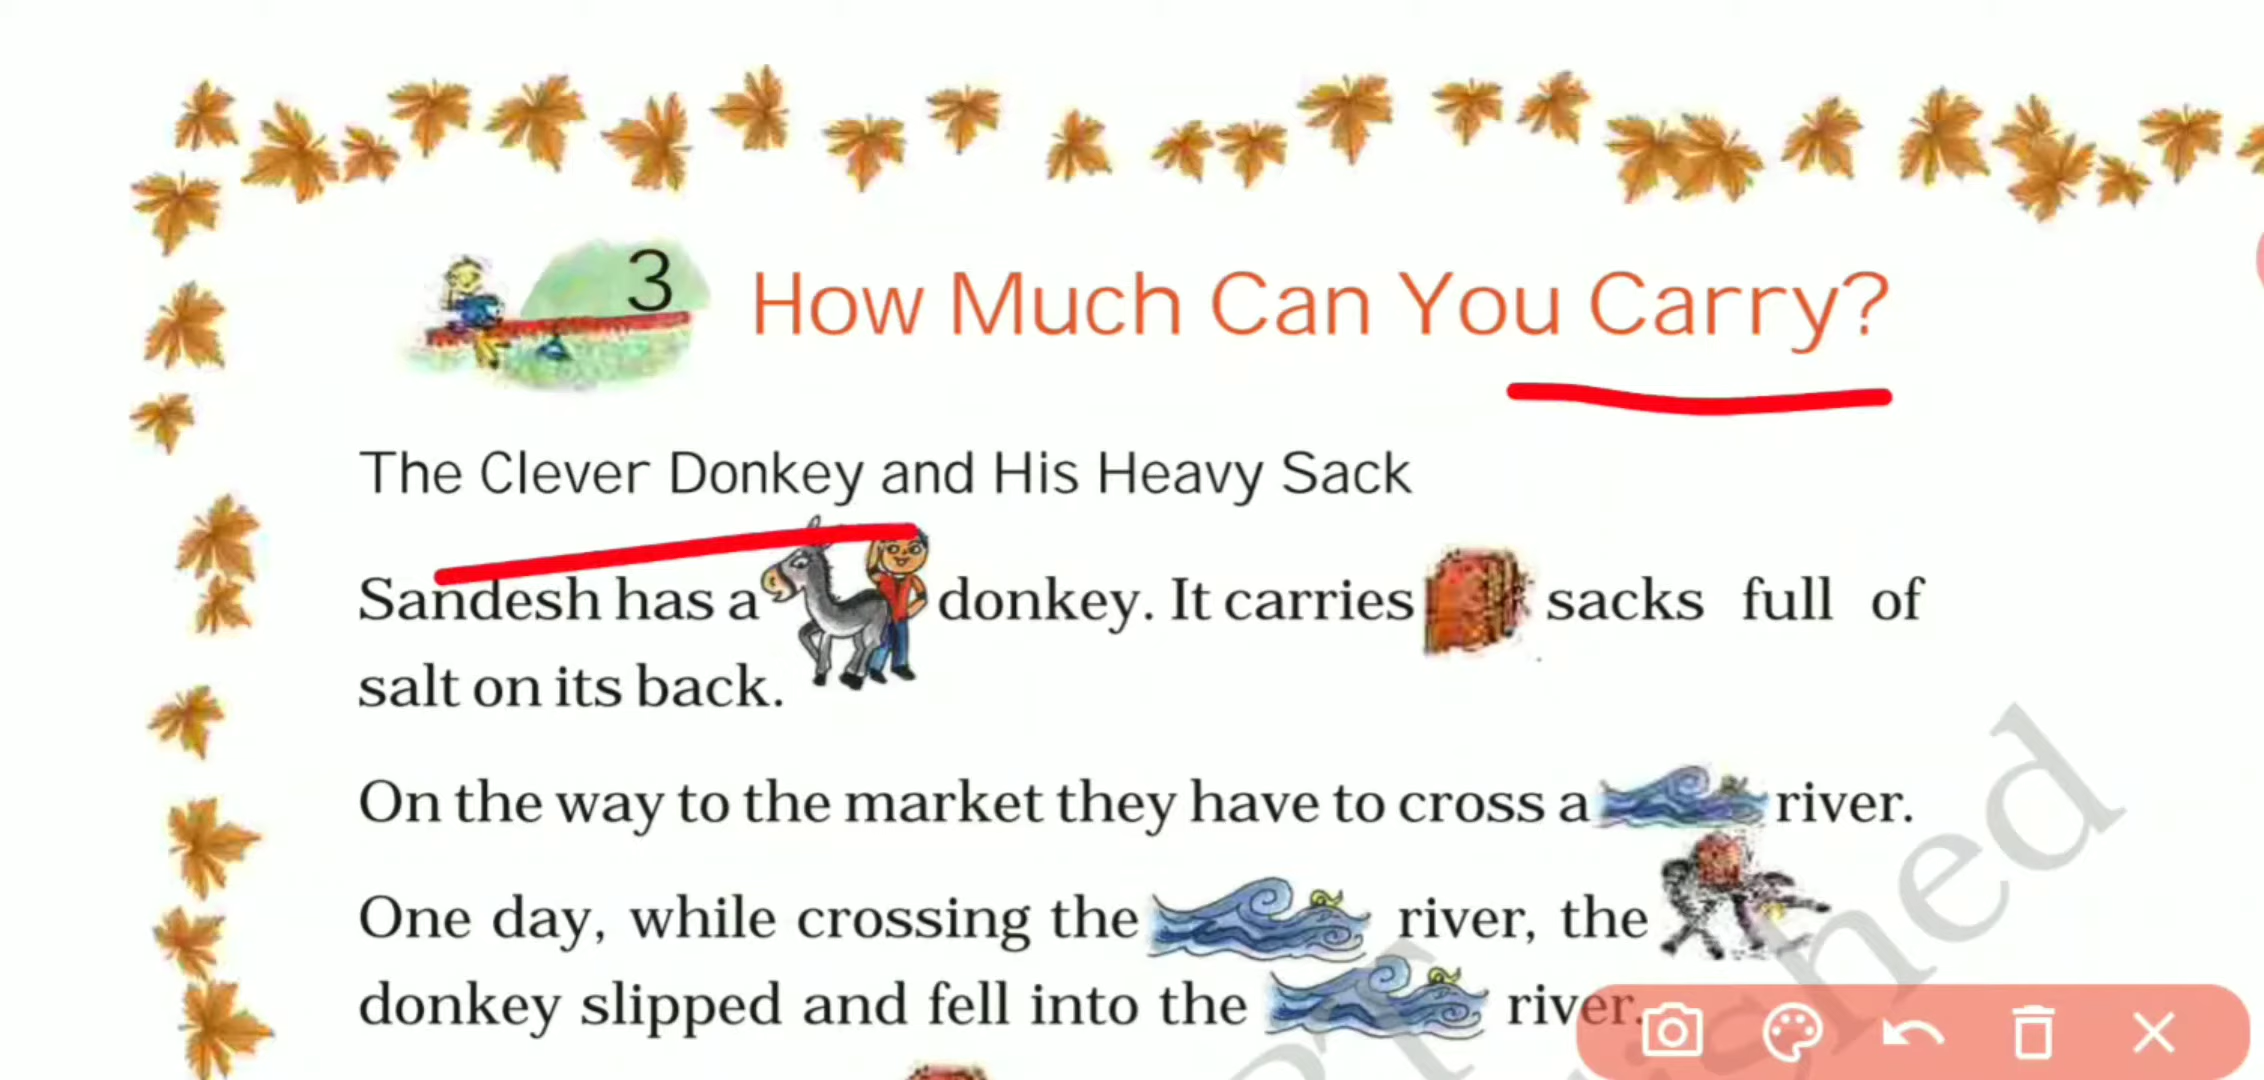 3 How Much Can You Carry?
The Clever Donkey and His Heavy Sack
Sandesh has a donkey. It carries sacks full of
salt on its back.
On the way to the market they have to cross a river.
One day, while crossing the river, the
donkey slipped and fell into the river.